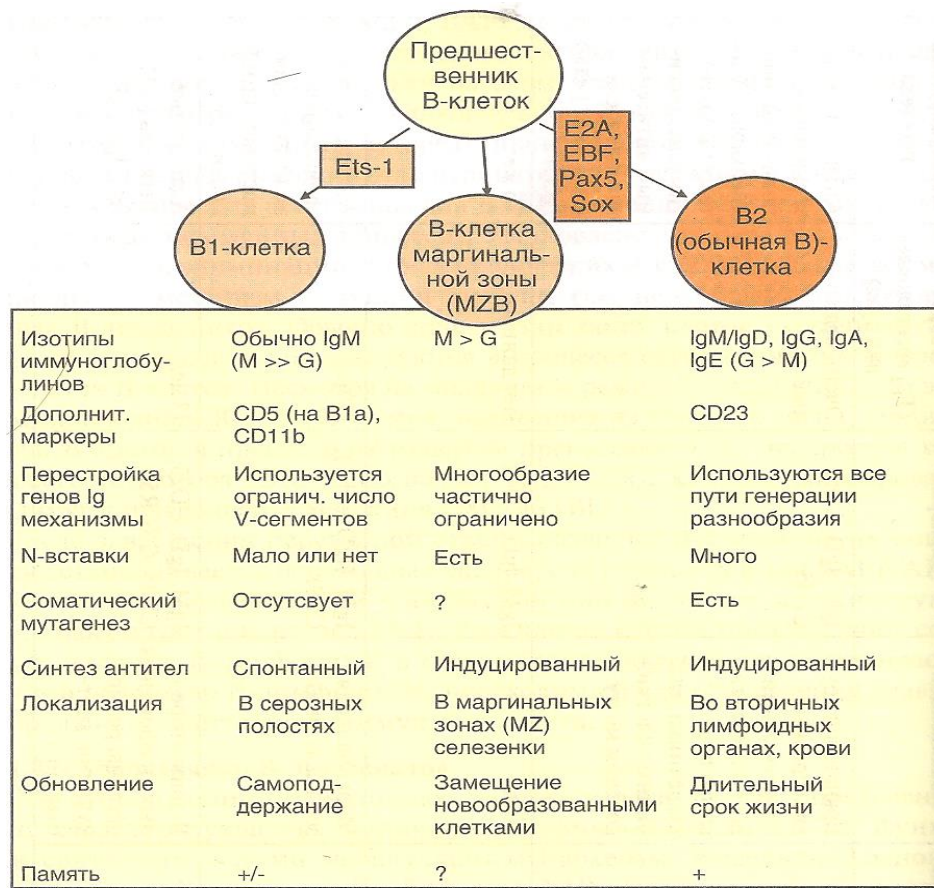 Предшест-
венник
В-клеток
Ets-1
E2A,
EBF,
Pax5,
Sox
В1-клетка
В-клетка
маргиналь-
ной зоны
(MZB)
В2
(обычная В)-
клетка
Изотипы
иммуноглобу-
линов
Обычно IgM
(M >> G)
M > G
IgM/IgD, IgG, IgA,
IgE (G > M)
Дополнит.
маркеры
CD5 (на B1a),
CD11b
CD23
Перестройка
генов Ig
механизмы
Используется
огранич. число
V-сегментов
Многообразие
частично
ограничено
Используются все
пути генерации
разнообразия
N-вставки
Мало или нет
Есть
Много
Соматический
мутагенез
Отсутсвует
?
Есть
Синтез антител
Спонтанный
Индуцированный
Индуцированный
Локализация
В серозных
полостях
В маргинальных
зонах (MZ)
селезенки
Во вторичных
лимфоидных
органах, крови
Обновление
Самопод-
держание
Замещение
новообразованными
клетками
Длительный
срок жизни
Память
+/-
?
+